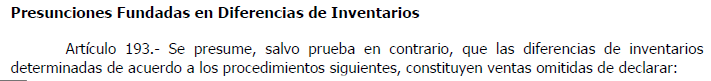 Presunciones Fundadas en Diferencias de Inventarios
Artículo 193.- Se presume, salvo prueba en contrario, que las diferencias de inventarios
determinadas de acuerdo a los procedimientos siguientes, constituyen ventas omitidas de declarar: